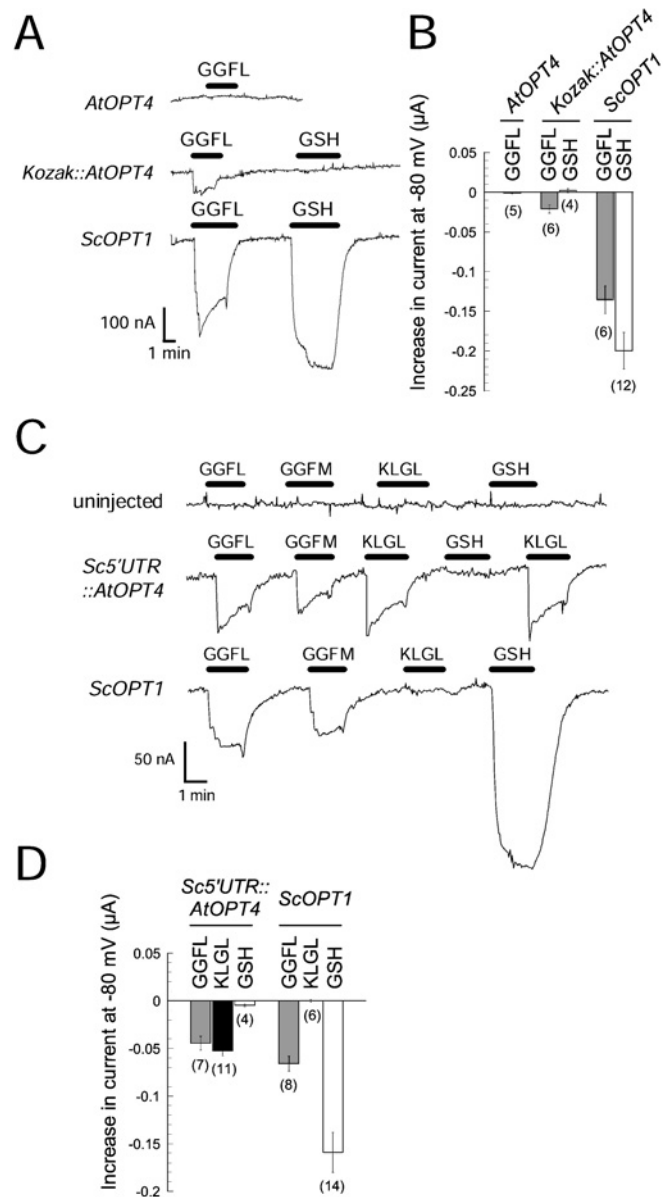 A
GGFL
AtOPT4
GGFL GSH
Kozak::AtOPT4
GGFL GSH
ScOPT1
100 nA
1 min
B
AtOPT4 Kozak::AtOPT4 ScOPT1
GGFL GGFL GSH GGFL GSH
Increase in current at -80 mV (µA)
0.05
0
-0.05
-0.1
-0.15
-0.2
-0.25
(5) (6) (4) (6) (12)
C
GGFL GGFM KLGL GSH
uninjected
GGFL GGFM KLGL GSH KLGL
Sc5'UTR
::AtOPT4
GGFL GGFM KLGL GSH
ScOPT1
50 nA
1 min
D
Sc5'UTR::
AtOPT4
ScOPT1
GGFL KLGL GSH GGFL KLGL GSH
Increase in current at -80 mV (µA)
0.05
0
-0.05
-0.1
-0.15
-0.2
(7) (11) (4) (8) (6) (14)